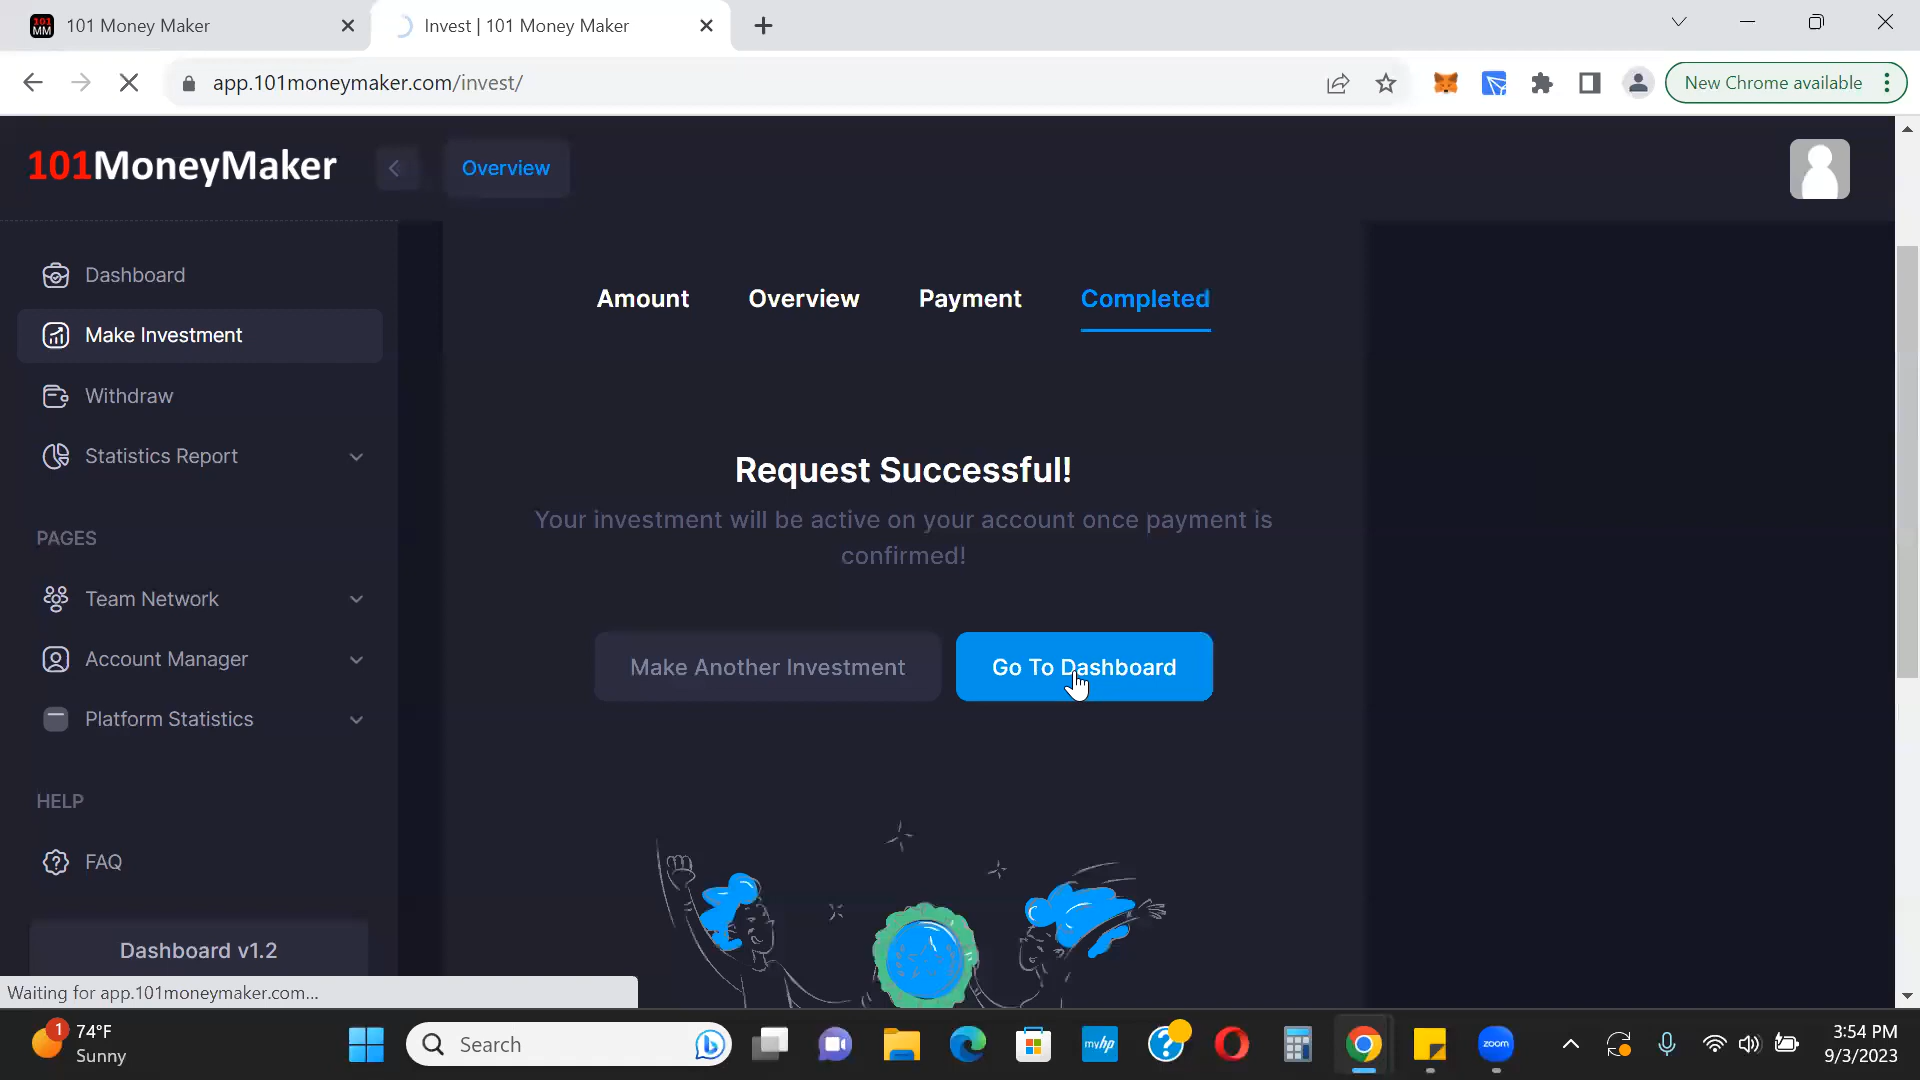 101 Money Maker
Invest | 101 Money Maker
app.101moneymaker.com/invest/
New Chrome available
101MoneyMaker
Overview
Dashboard
Make Investment
Withdraw
Statistics Report
PAGES
Team Network
Account Manager
Platform Statistics
HELP
FAQ
Dashboard v1.2
Amount Overview Payment Completed
Request Successful!
Your investment will be active on your account once payment is
confirmed!
Make Another Investment
Go To Dashboard
Waiting for app.101moneymaker.com...
1
74°F
Sunny
Search
myhp
zoom
3:54 PM
9/3/2023